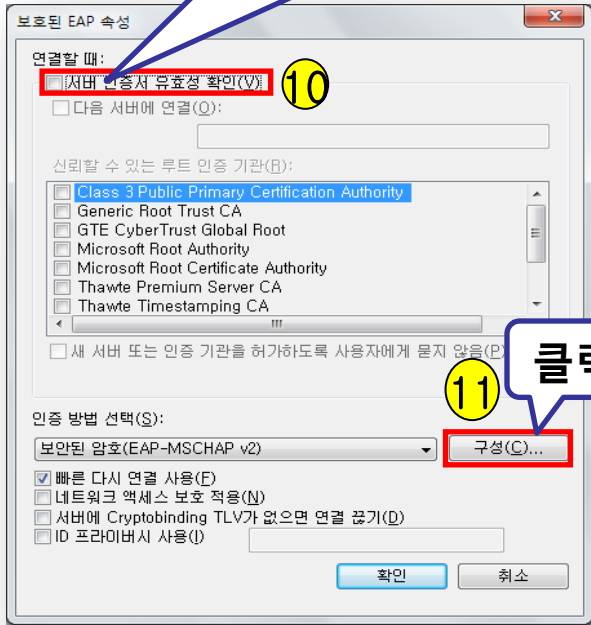 보호된 EAP 속성
연결할 때:
서버 인증서 유효성 확인(V)
10
다음 서버에 연결(O):
신뢰할 수 있는 루트 인증 기관(R):
Class 3 Public Primary Certification Authority
Generic Root Trust CA
GTE CyberTrust Global Root
Microsoft Root Authority
Microsoft Root Certificate Authority
Thawte Premium Server CA
Thawte Timestamping CA
새 서버 또는 인증 기관을 허가하도록 사용자에게 묻지 않음(P)
11
인증 방법 선택(S):
보안된 암호(EAP-MSCHAP v2)
구성(C)...
빠른 다시 연결 사용(F)
네트워크 액세스 보호 적용(N)
서버에 Cryptobinding TLV가 없으면 연결 끊기(D)
ID 프라이버시 사용(I)
확인
취소